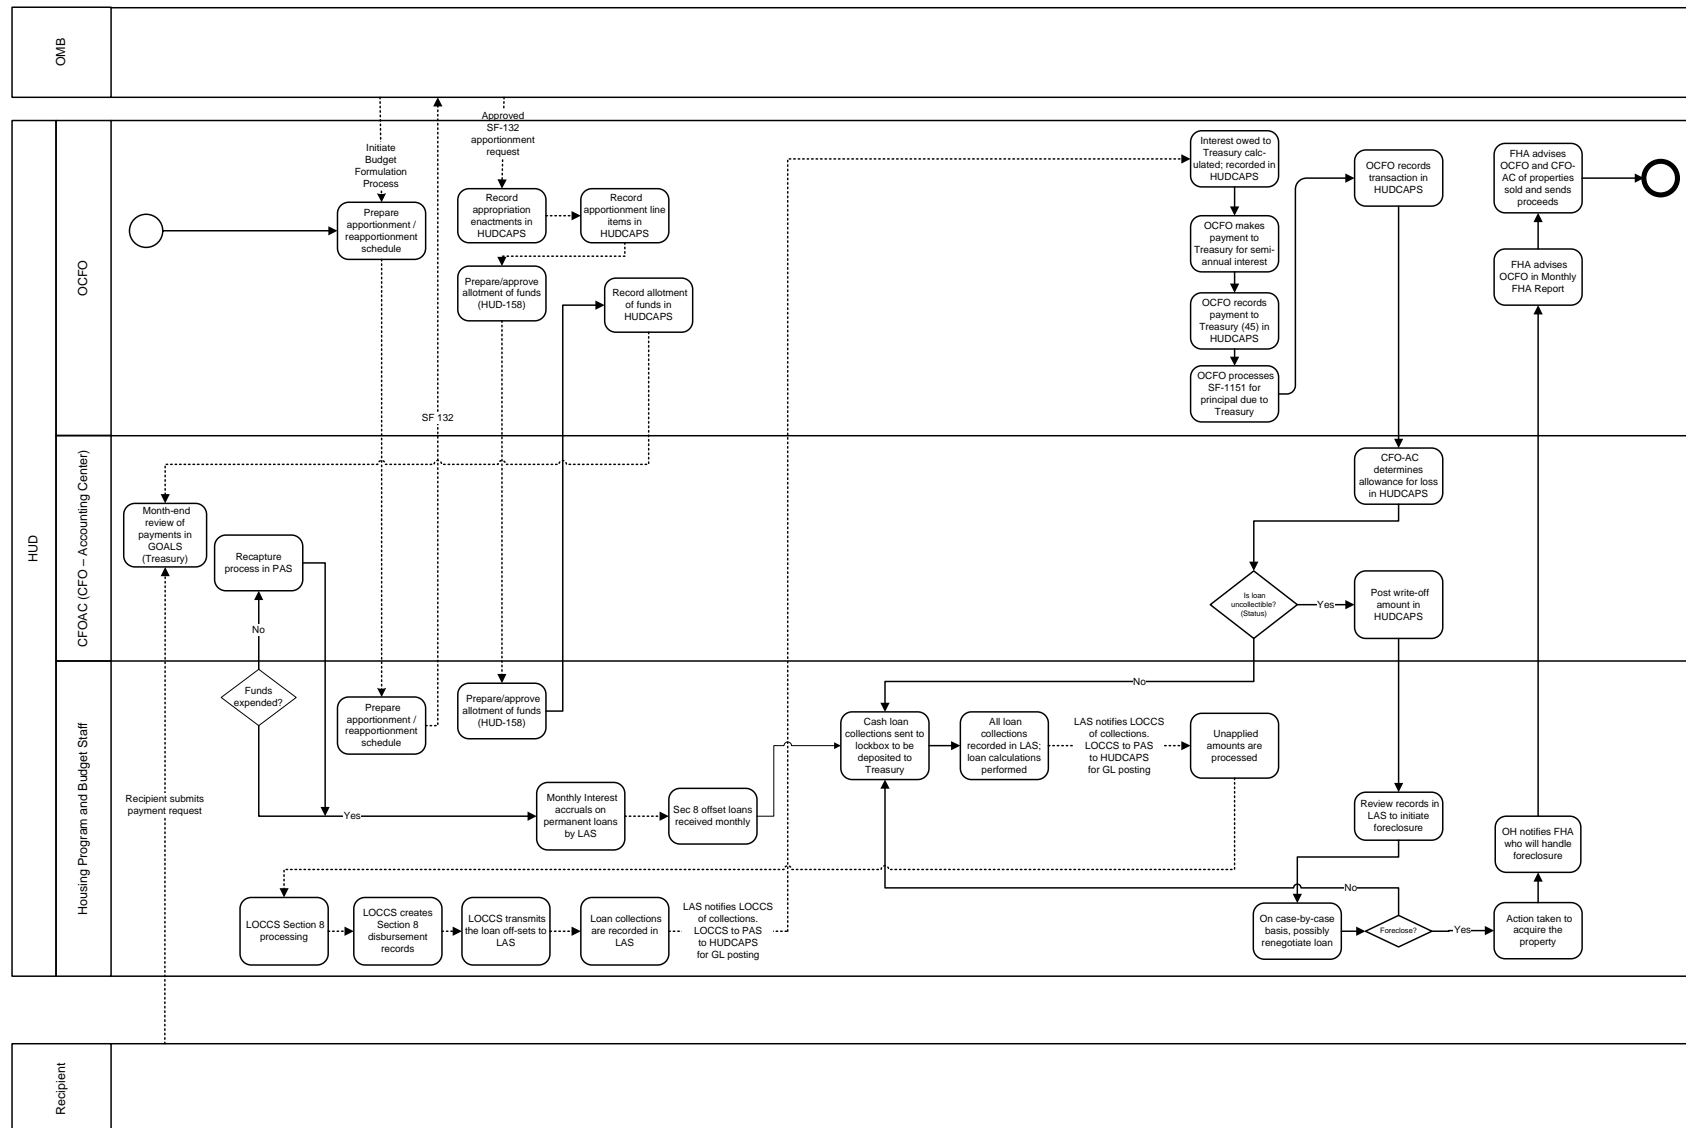 OMB
HUD
OCFO
CFOAC (CFO – Accounting Center)
Housing Program and Budget Staff
Recipient
Initiate
Budget
Formulation
Process
Prepare
apportionment /
reapportionment
schedule
Approved
SF-132
apportionment
request
Record
appropriation
enactments in
HUDCAPS
Record
apportionment line
items in
HUDCAPS
Prepare/approve
allotment of funds
(HUD-158)
Record allotment
of funds in
HUDCAPS
SF 132
Interest owed to
Treasury calc-
ulated; recorded in
HUDCAPS
OCFO makes
payment to
Treasury for semi-
annual interest
OCFO records
payment to
Treasury (45) in
HUDCAPS
OCFO processes
SF-1151 for
principal due to
Treasury
OCFO records
transaction in
HUDCAPS
FHA advises
OCFO and CFO-
AC of properties
sold and sends
proceeds
FHA advises
OCFO in Monthly
FHA Report
Month-end
review of
payments in
GOALS
(Treasury)
Recapture
process in PAS
No
CFO-AC
determines
allowance for loss
in HUDCAPS
Is loan
uncollectible?
(Status)
Yes
Post write-off
amount in
HUDCAPS
Funds
expended?
Prepare
apportionment /
reapportionment
schedule
Prepare/approve
allotment of funds
(HUD-158)
No
Cash loan
collections sent to
lockbox to be
deposited to
Treasury
All loan
collections
recorded in LAS;
loan calculations
performed
LAS notifies LOCCS
of collections.
LOCCS to PAS
to HUDCAPS
for GL posting
Unapplied
amounts are
processed
Recipient submits
payment request
Yes
Monthly Interest
accruals on
permanent loans
by LAS
Sec 8 offset loans
received monthly
Review records in
LAS to initiate
foreclosure
OH notifies FHA
who will handle
foreclosure
LOCCS Section 8
processing
LOCCS creates
Section 8
disbursement
records
LOCCS transmits
the loan off-sets to
LAS
Loan collections
are recorded in
LAS
LAS notifies LOCCS
of collections.
LOCCS to PAS
to HUDCAPS
for GL posting
No
On case-by-case
basis, possibly
renegotiate loan
Foreclose?
Yes
Action taken to
acquire the
property